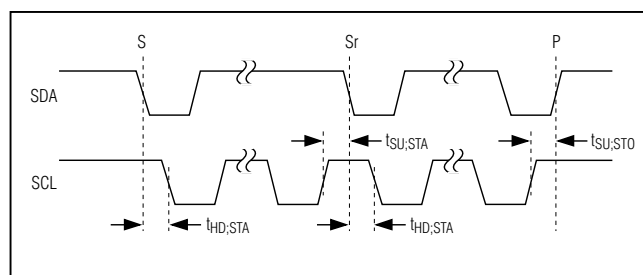 S Sr P
SDA
tSU;STA tSU;STO
SCL
tHD;STA tHD;STA